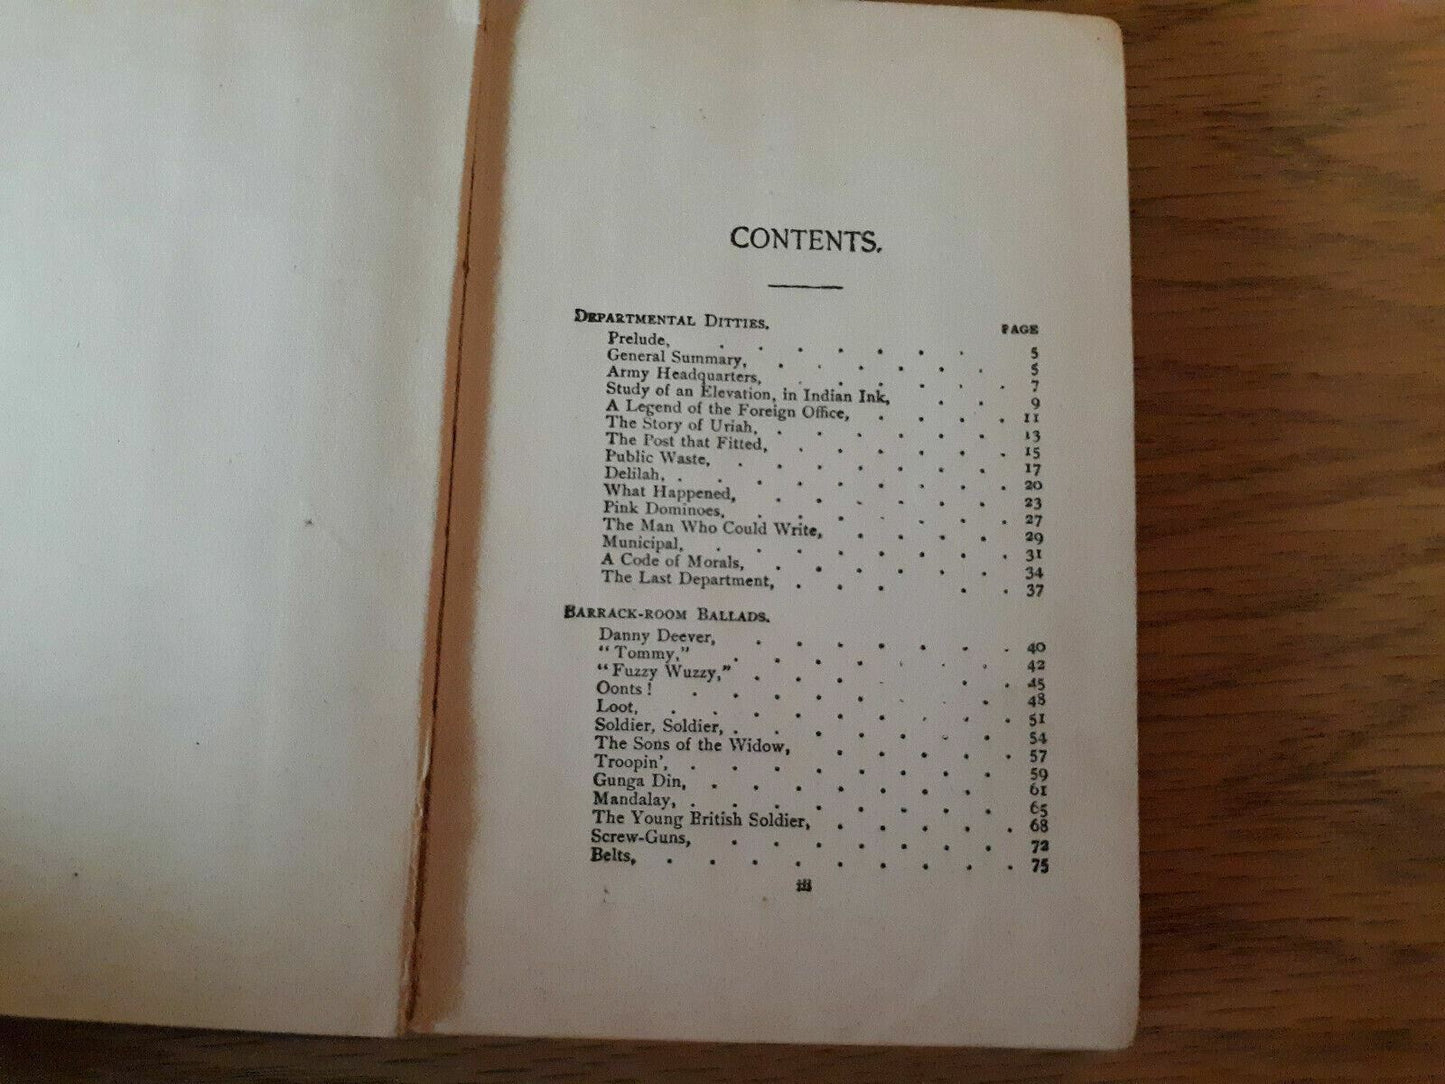 CONTENTS.
DEPARTMENTAL DITTIES. PAGE
Prelude, . . . . . . . 5
General Summary, . . . . . . 5
Army Headquarters, . . . . . . 7
Study of an Elevation, in Indian Ink, . . . 9
A Legend of the Foreign Office, . . . . 11
The Story of Uriah, . . . . . . 13
The Post that Fitted, . . . . . . 15
Public Waste, . . . . . . . 17
Delilah, . . . . . . . . . 20
What Happened, . . . . . . 23
Pink Dominoes, . . . . . . . 27
The Man Who Could Write, . . . . 29
Municipal, . . . . . . . . 31
A Code of Morals, . . . . . . 34
The Last Department, . . . . . 37
BARRACK-ROOM BALLADS.
Danny Deever, . . . . . . . 40
"Tommy," . . . . . . . 42
"Fuzzy Wuzzy," . . . . . . . 45
Oonts! . . . . . . . . 48
Loot, . . . . . . . . . 51
Soldier, Soldier, . . . . . . . 54
The Sons of the Widow, . . . . . 57
Troopin', . . . . . . . . 59
Gunga Din, . . . . . . . 61
Mandalay, . . . . . . . . 65
The Young British Soldier, . . . . . 68
Screw-Guns, . . . . . . . 72
Belts, . . . . . . . . . 75
iii